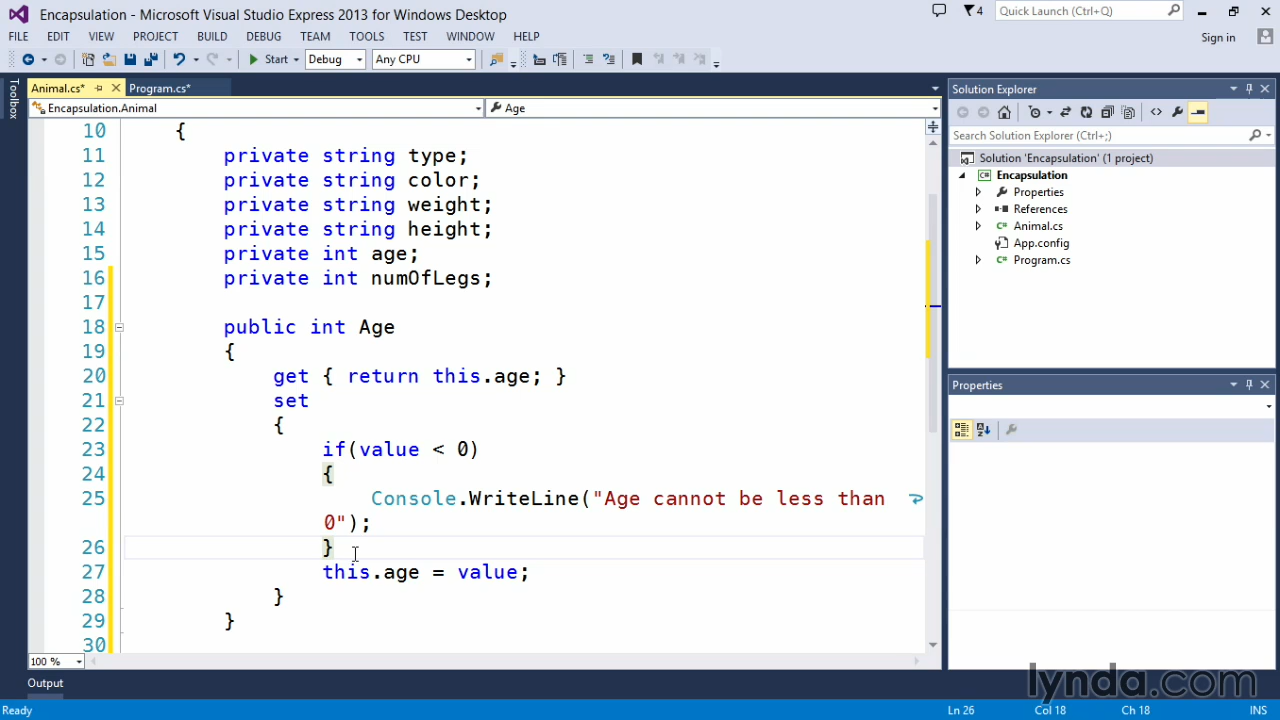 Encapsulation - Microsoft Visual Studio Express 2013 for Windows Desktop
4
Quick Launch (Ctrl+Q)
FILE EDIT VIEW PROJECT BUILD DEBUG TEAM TOOLS TEST WINDOW HELP
Sign in
Start Debug Any CPU
Toolbox
Animal.cs* Program.cs*
Encapsulation.Animal Age
10 {
11 private string type;
12 private string color;
13 private string weight;
14 private string height;
15 private int age;
16 private int numOfLegs;
17
18 public int Age
19 {
20 get { return this.age; }
21 set
22 {
23 if(value < 0)
24 {
25 Console.WriteLine("Age cannot be less than
0");
26 }
27 this.age = value;
28 }
29 }
30
100 %
Output
Solution Explorer
Search Solution Explorer (Ctrl+;)
Solution 'Encapsulation' (1 project)
C# Encapsulation
Properties
References
C# Animal.cs
App.config
C# Program.cs
Properties
lynda.com
Ready Ln 26 Col 18 Ch 18 INS